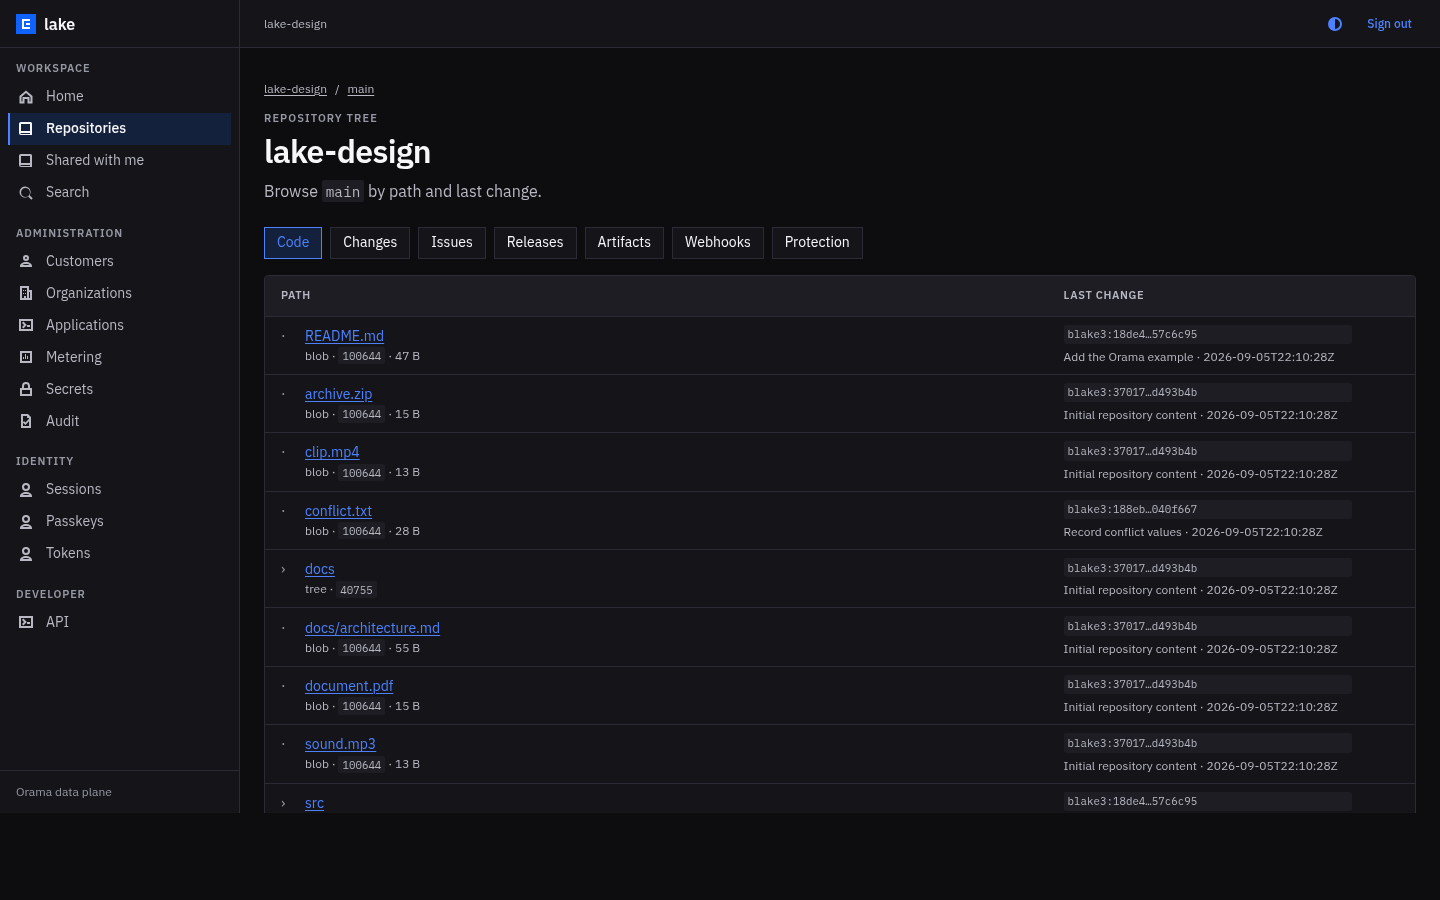 lake
lake-design
Sign out
WORKSPACE
Home
Repositories
Shared with me
Search
ADMINISTRATION
Customers
Organizations
Applications
Metering
Secrets
Audit
IDENTITY
Sessions
Passkeys
Tokens
DEVELOPER
API
Orama data plane
lake-design / main
REPOSITORY TREE
lake-design
Browse main by path and last change.
Code Changes Issues Releases Artifacts Webhooks Protection
PATH LAST CHANGE
· README.md blake3:18de4…57c6c95
blob · 100644 · 47 B Add the Orama example · 2026-09-05T22:10:28Z
· archive.zip blake3:37017…d493b4b
blob · 100644 · 15 B Initial repository content · 2026-09-05T22:10:28Z
· clip.mp4 blake3:37017…d493b4b
blob · 100644 · 13 B Initial repository content · 2026-09-05T22:10:28Z
· conflict.txt blake3:188eb…040f667
blob · 100644 · 28 B Record conflict values · 2026-09-05T22:10:28Z
› docs blake3:37017…d493b4b
tree · 40755 Initial repository content · 2026-09-05T22:10:28Z
· docs/architecture.md blake3:37017…d493b4b
blob · 100644 · 55 B Initial repository content · 2026-09-05T22:10:28Z
· document.pdf blake3:37017…d493b4b
blob · 100644 · 15 B Initial repository content · 2026-09-05T22:10:28Z
· sound.mp3 blake3:37017…d493b4b
blob · 100644 · 13 B Initial repository content · 2026-09-05T22:10:28Z
› src blake3:18de4…57c6c95